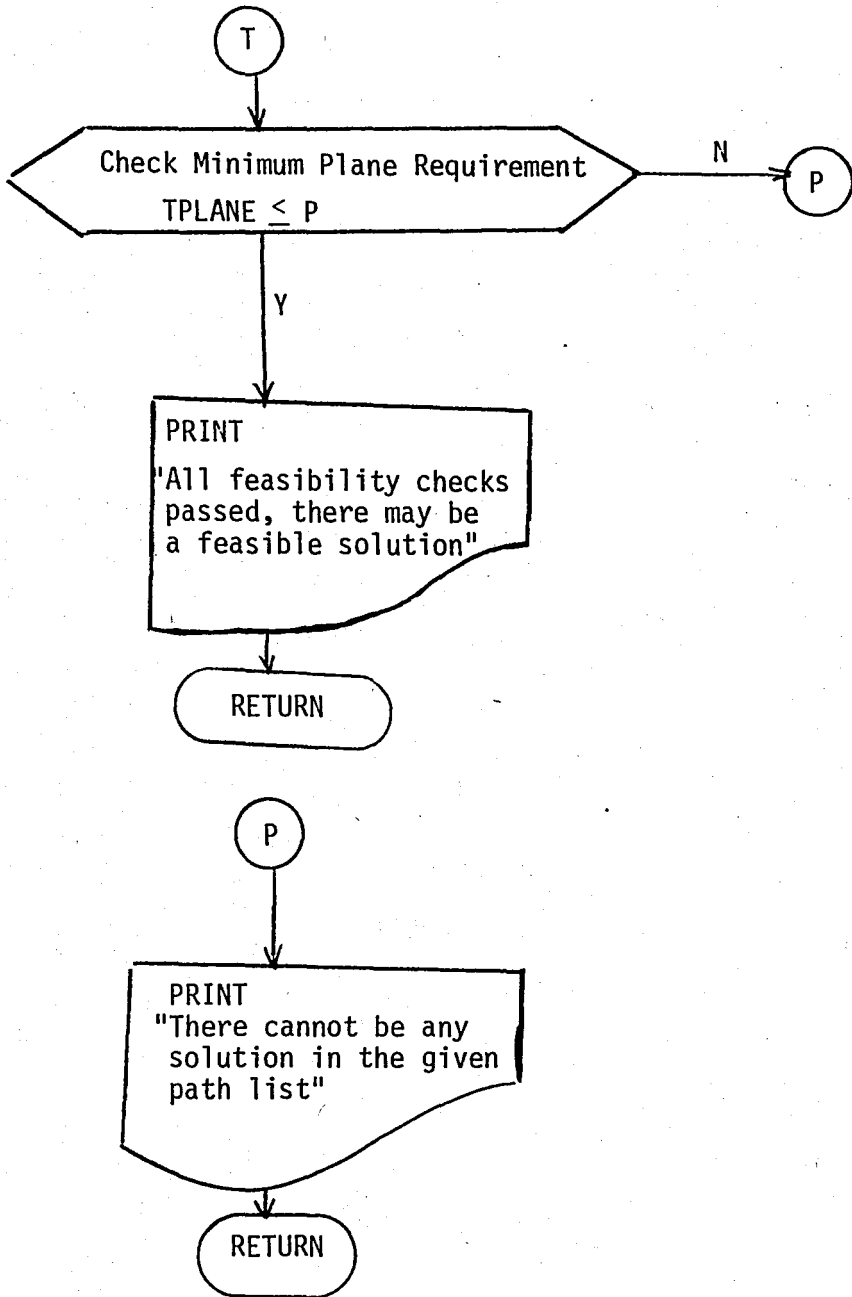 T
Check Minimum Plane Requirement
TPLANE ≤ P
N
P
Y
PRINT
"All feasibility checks
passed, there may be
a feasible solution"
RETURN
P
PRINT
"There cannot be any
solution in the given
path list"
RETURN